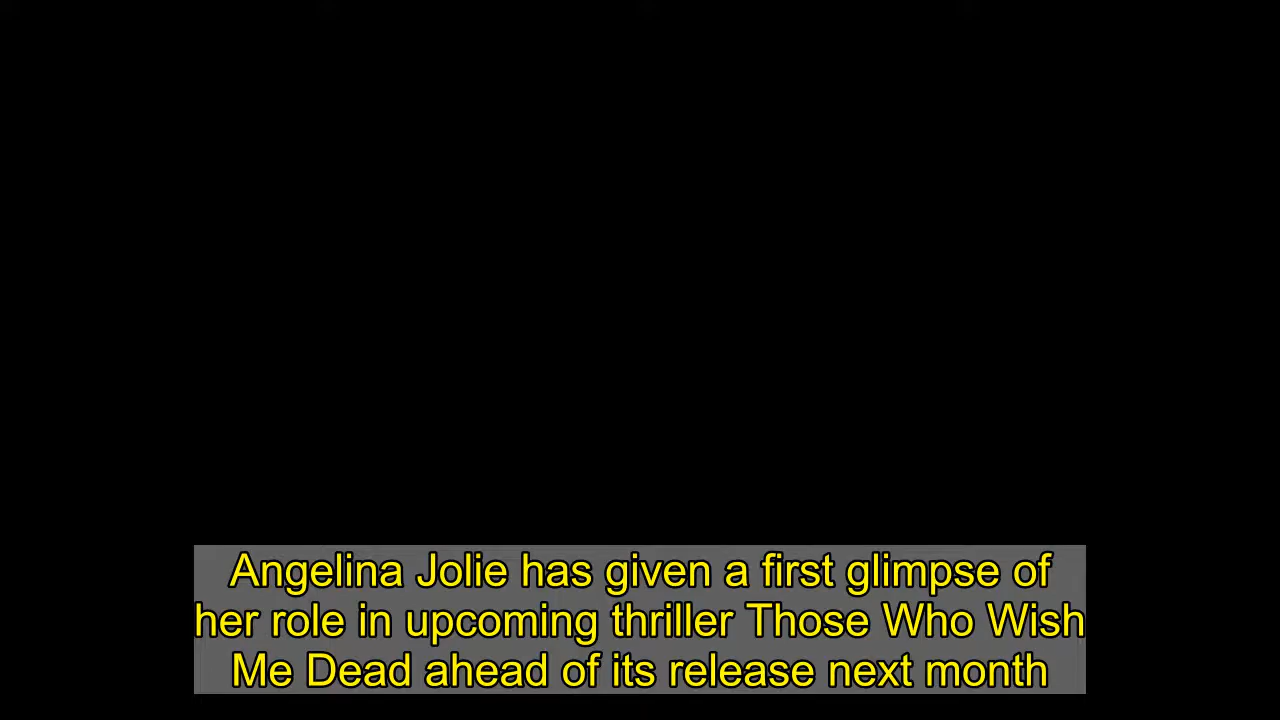 Angelina Jolie has given a first glimpse of
her role in upcoming thriller Those Who Wish
Me Dead ahead of its release next month